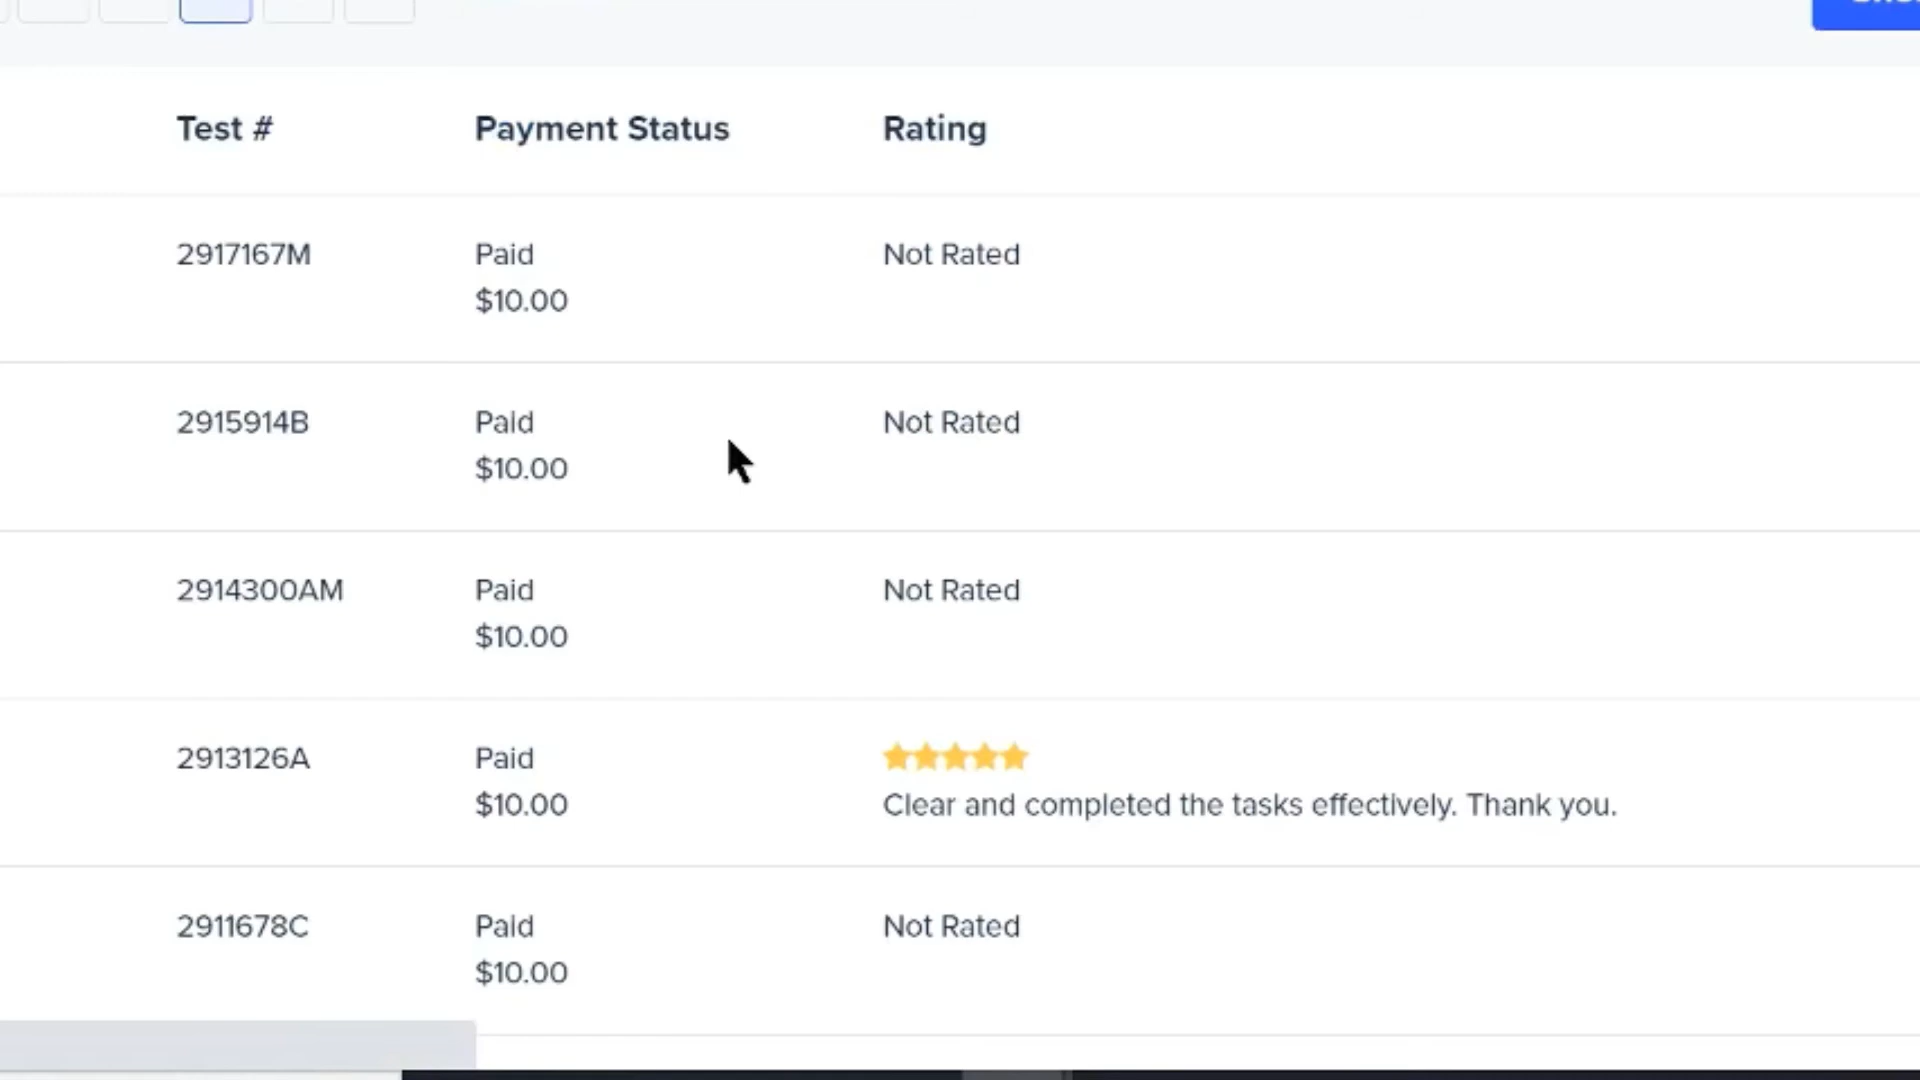 Test # Payment Status Rating
2917167M Paid Not Rated
$10.00
2915914B Paid Not Rated
$10.00
2914300AM Paid Not Rated
$10.00
2913126A Paid
$10.00 Clear and completed the tasks effectively. Thank you.
2911678C Paid Not Rated
$10.00